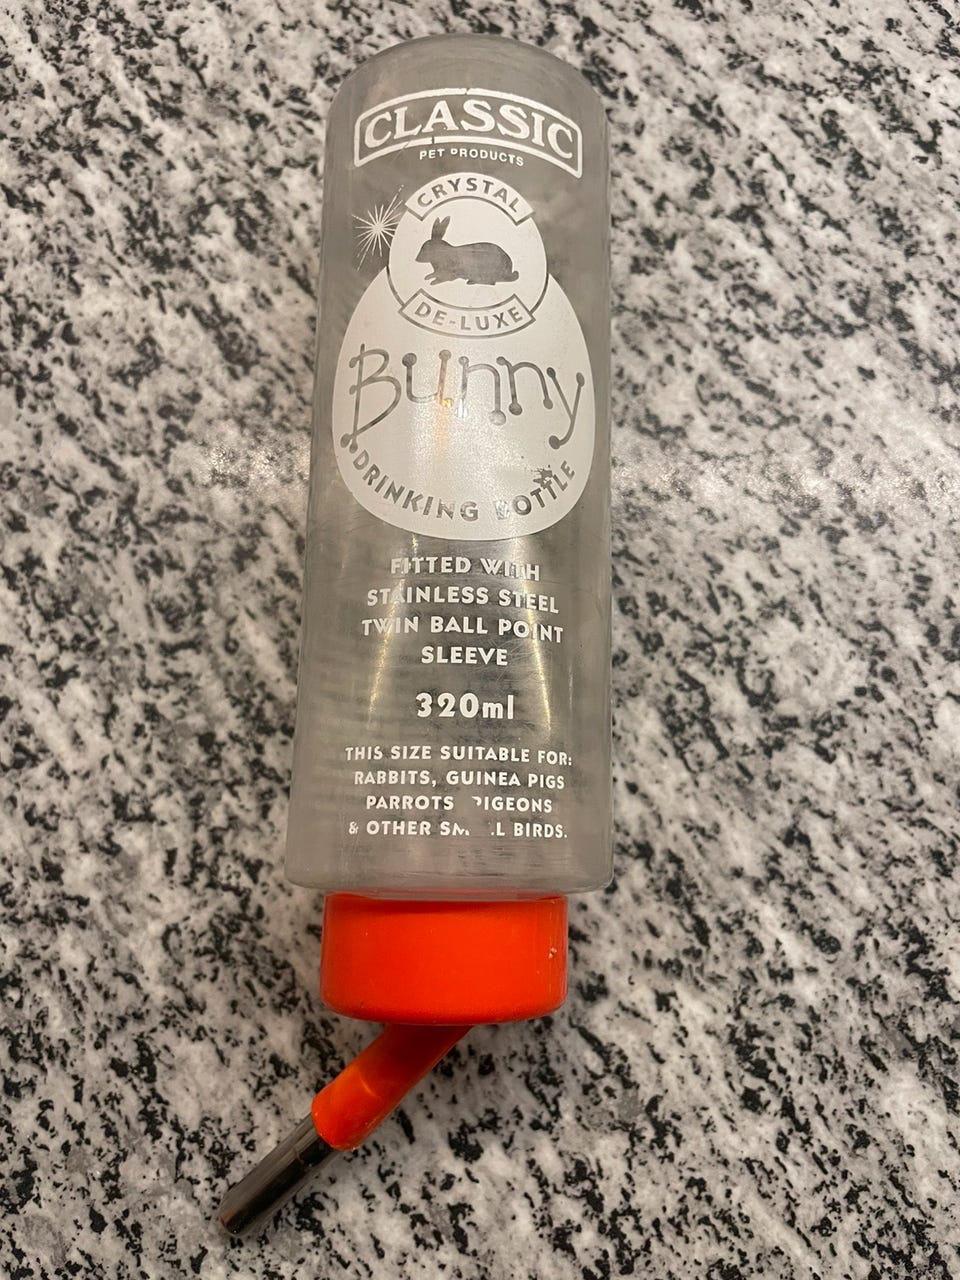 CLASSIC
PET PRODUCTS
CRYSTAL
DE-LUXE
Bunny
DRINKING BOTTLE
FITTED WITH
STAINLESS STEEL
TWIN BALL POINT
SLEEVE
320ml
THIS SIZE SUITABLE FOR:
RABBITS, GUINEA PIGS
PARROTS PIGEONS
& OTHER SMALL BIRDS.